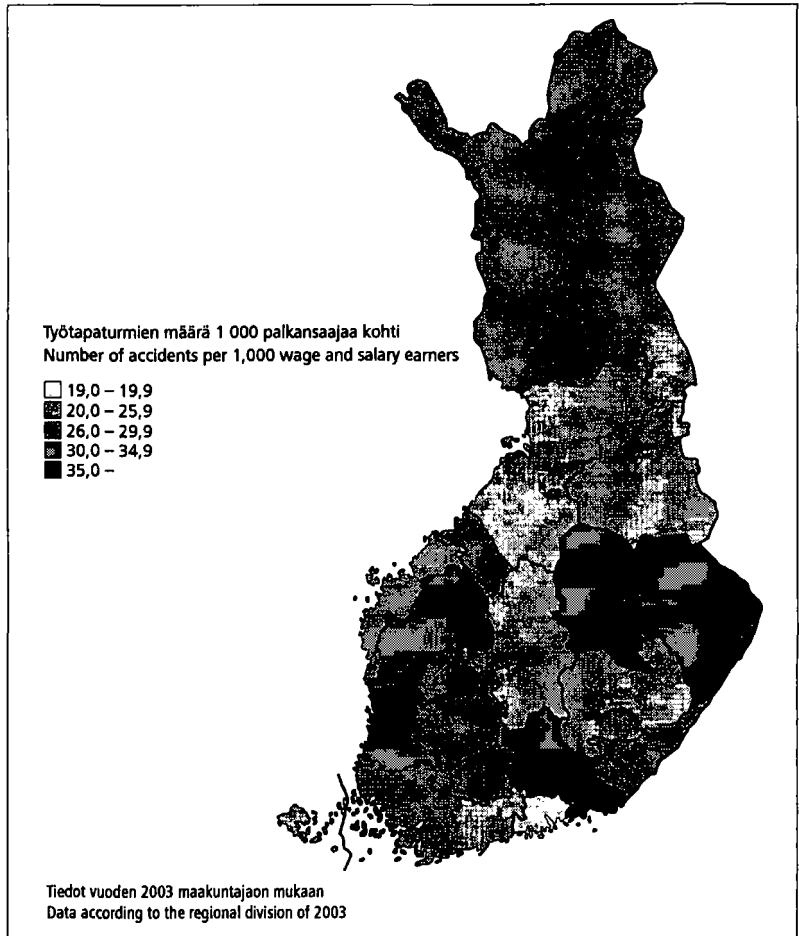 Työtapaturmien määrä 1 000 palkansaajaa kohti
Number of accidents per 1,000 wage and salary earners
19,0 – 19,9
20,0 – 25,9
26,0 – 29,9
30,0 – 34,9
35,0 –
Tiedot vuoden 2003 maakuntajaon mukaan
Data according to the regional division of 2003